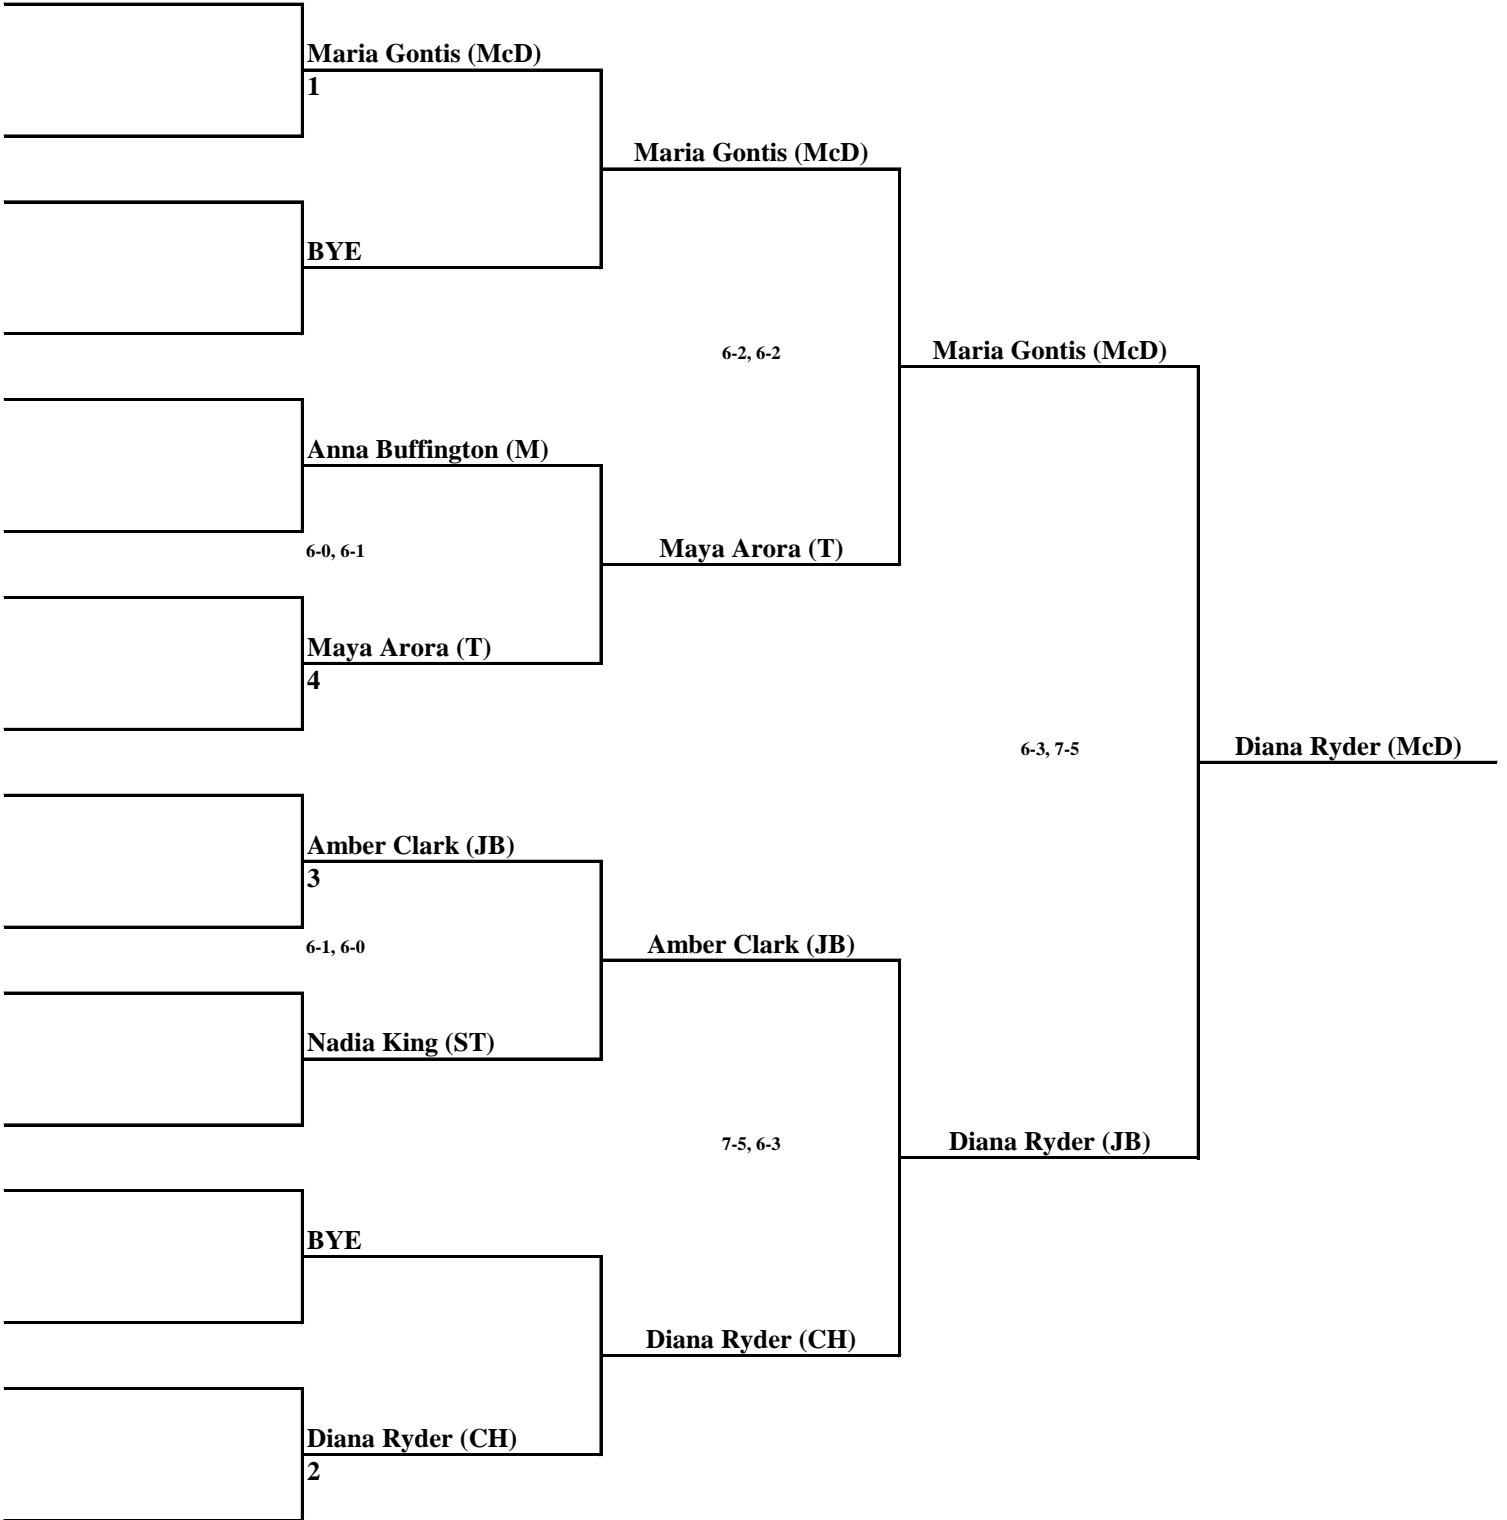 Maria Gontis (McD)
1
Maria Gontis (McD)
BYE
6-2, 6-2
Maria Gontis (McD)
Anna Buffington (M)
6-0, 6-1
Maya Arora (T)
Maya Arora (T)
4
6-3, 7-5
Diana Ryder (McD)
Amber Clark (JB)
3
6-1, 6-0
Amber Clark (JB)
Nadia King (ST)
7-5, 6-3
Diana Ryder (JB)
BYE
Diana Ryder (CH)
Diana Ryder (CH)
2